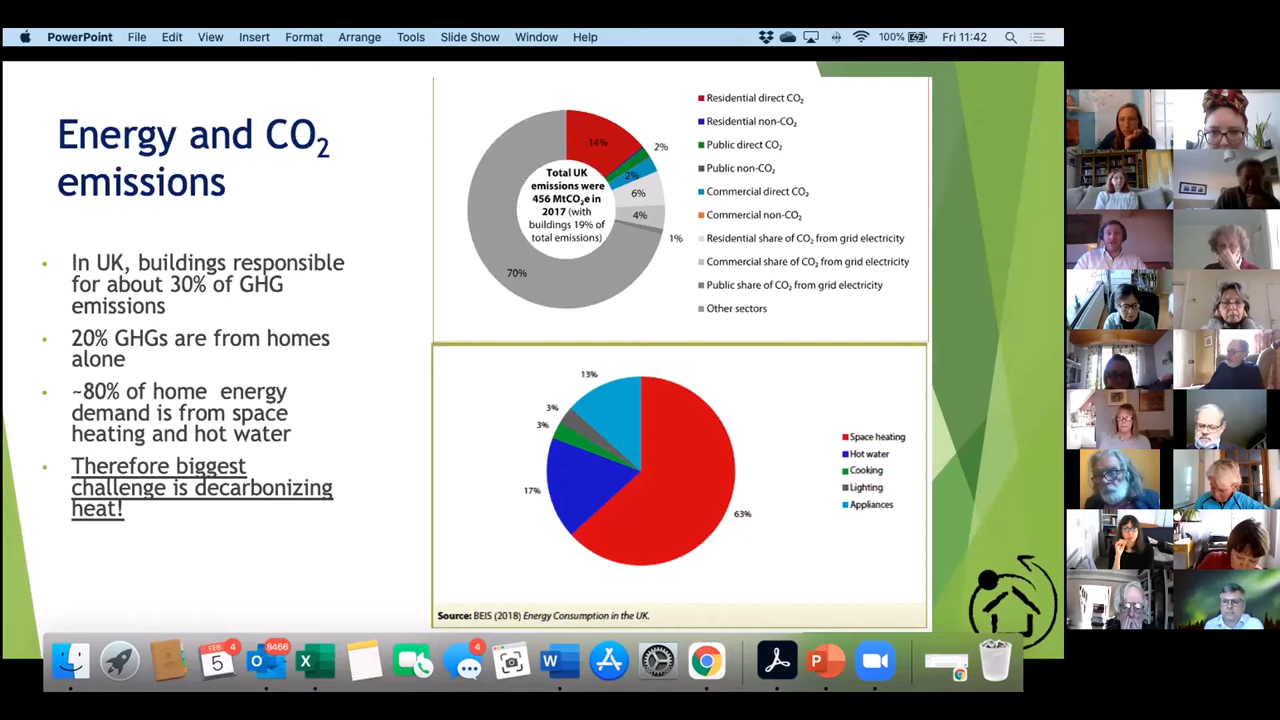 PowerPoint File Edit View Insert Format Arrange Tools Slide Show Window Help 100% Fri 11:42
Energy and CO₂
emissions
In UK, buildings responsible
for about 30% of GHG
emissions
20% GHGs are from homes
alone
~80% of home energy
demand is from space
heating and hot water
Therefore biggest
challenge is decarbonizing
heat!
14%
2%
2%
6%
4%
1%
70%
Total UK
emissions were
456 MtCO₂e in
2017 (with
buildings 19% of
total emissions)
Residential direct CO₂
Residential non-CO₂
Public direct CO₂
Public non-CO₂
Commercial direct CO₂
Commercial non-CO₂
Residential share of CO₂ from grid electricity
Commercial share of CO₂ from grid electricity
Public share of CO₂ from grid electricity
Other sectors
13%
3%
3%
17%
63%
Space heating
Hot water
Cooking
Lighting
Appliances
Source: BEIS (2018) Energy Consumption in the UK.
FEB 4
5
8466
O
X
4
W
P